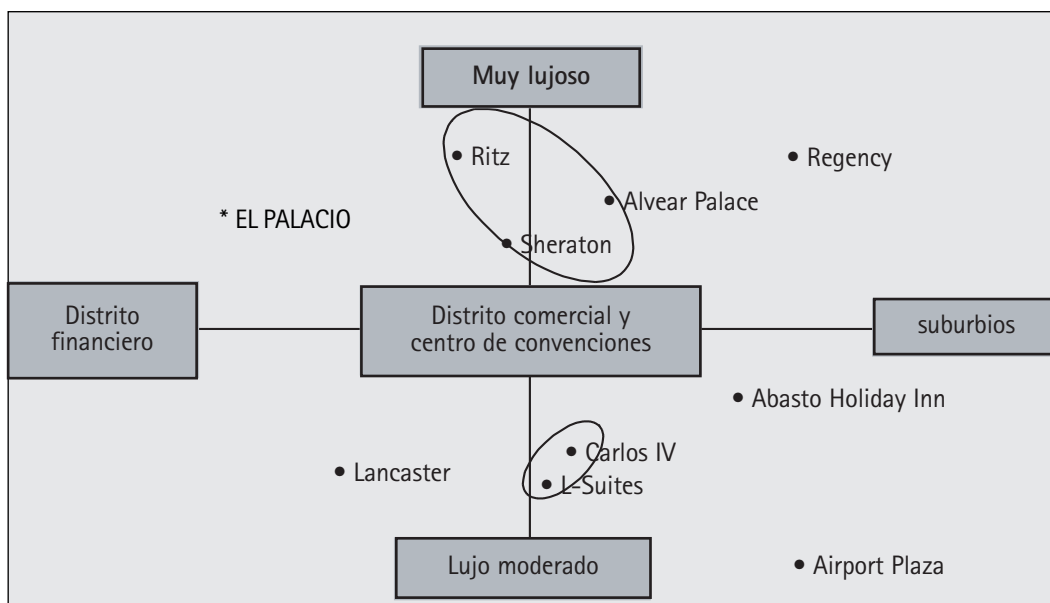 Muy lujoso
Ritz
Regency
Alvear Palace
* EL PALACIO
Sheraton
Distrito
financiero
Distrito comercial y
centro de convenciones
suburbios
Abasto Holiday Inn
Carlos IV
Lancaster
L-Suites
Lujo moderado
Airport Plaza